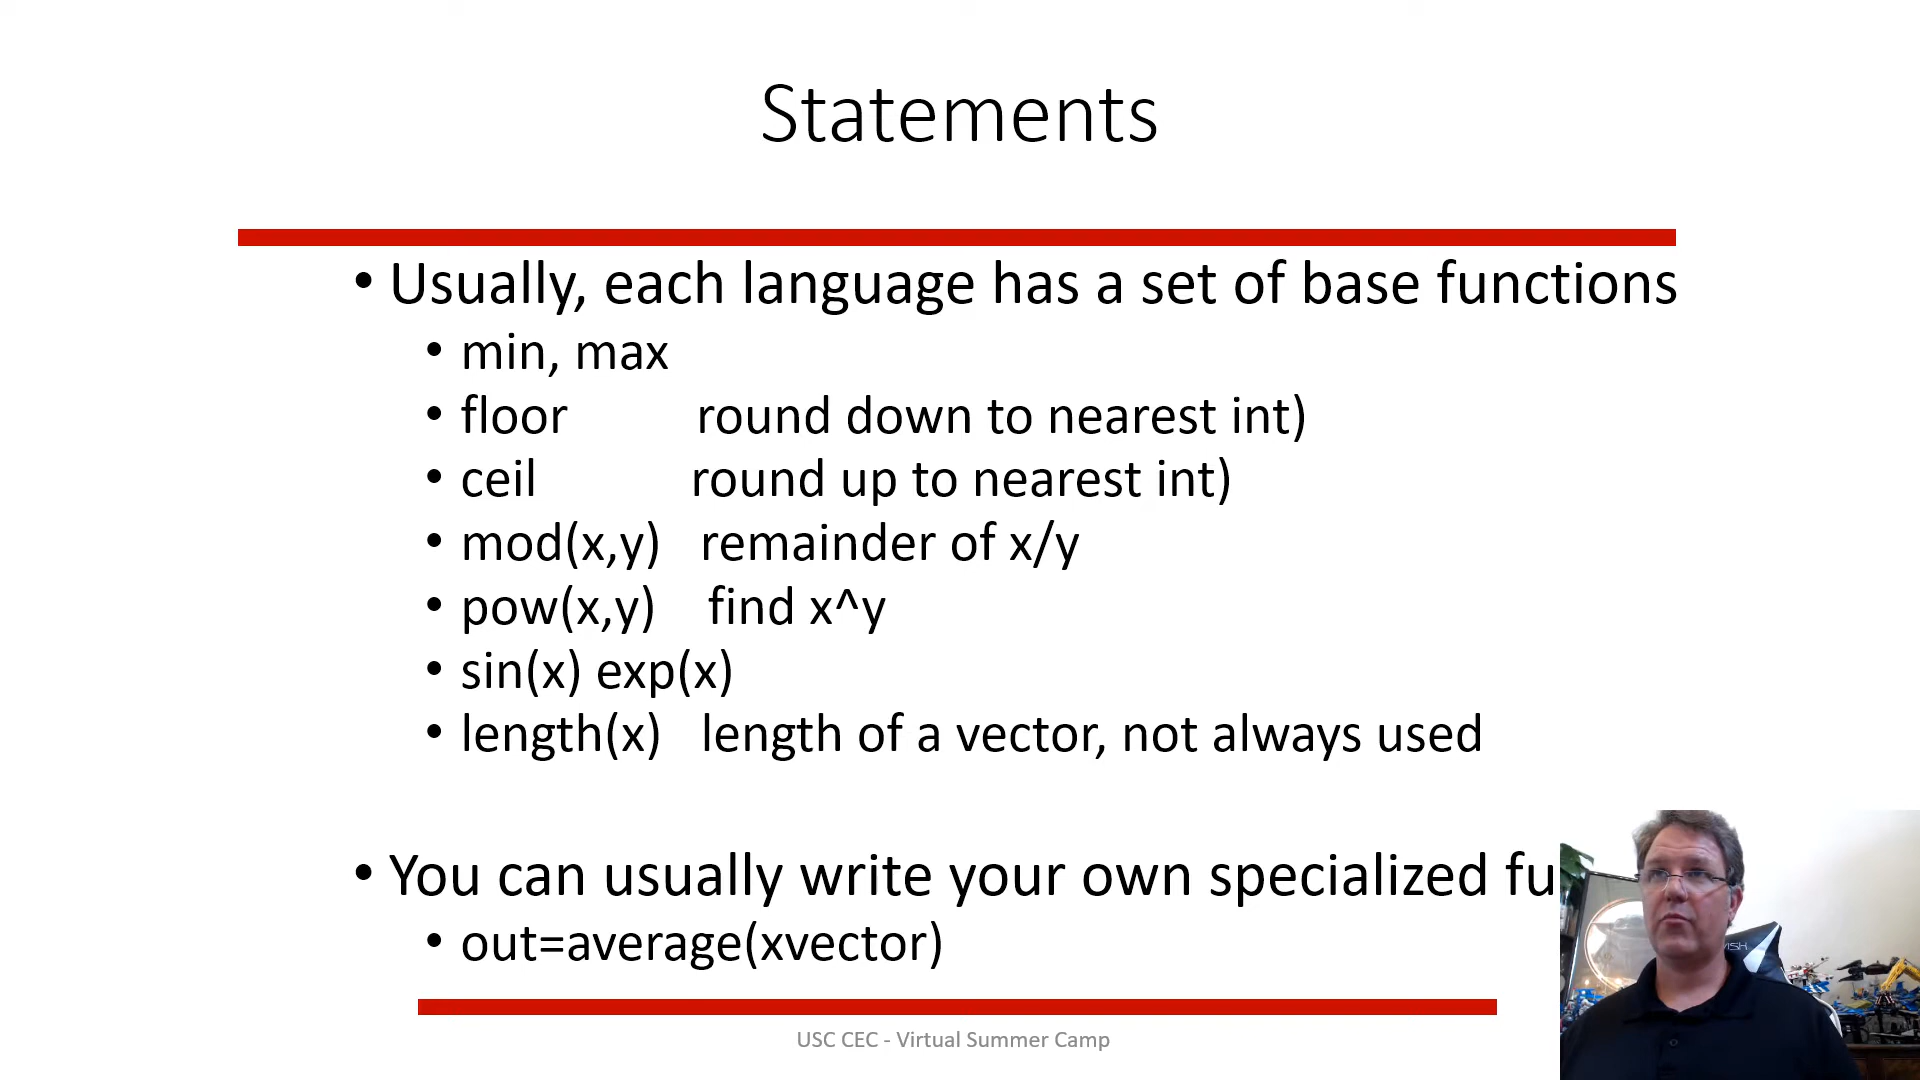 Statements
• Usually, each language has a set of base functions
• min, max
• floor round down to nearest int)
• ceil round up to nearest int)
• mod(x,y) remainder of x/y
• pow(x,y) find x^y
• sin(x) exp(x)
• length(x) length of a vector, not always used
• You can usually write your own specialized fu
• out=average(xvector)
USC CEC - Virtual Summer Camp